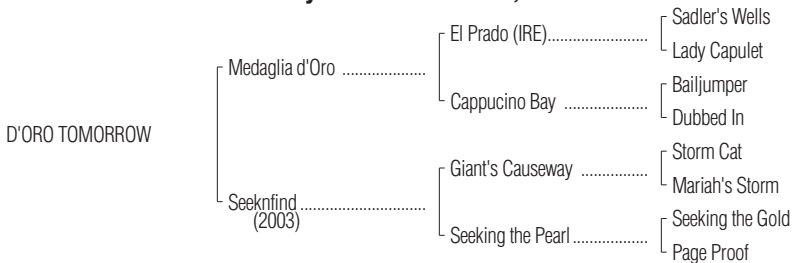 Sadler's Wells
El Prado (IRE)......................
Lady Capulet
Medaglia d'Oro ....................
Bailjumper
Cappucino Bay ..................
Dubbed In
D'ORO TOMORROW
Storm Cat
Giant's Causeway .................
Mariah's Storm
Seeknfind .............................
(2003)
Seeking the Gold
Seeking the Pearl ...................
Page Proof